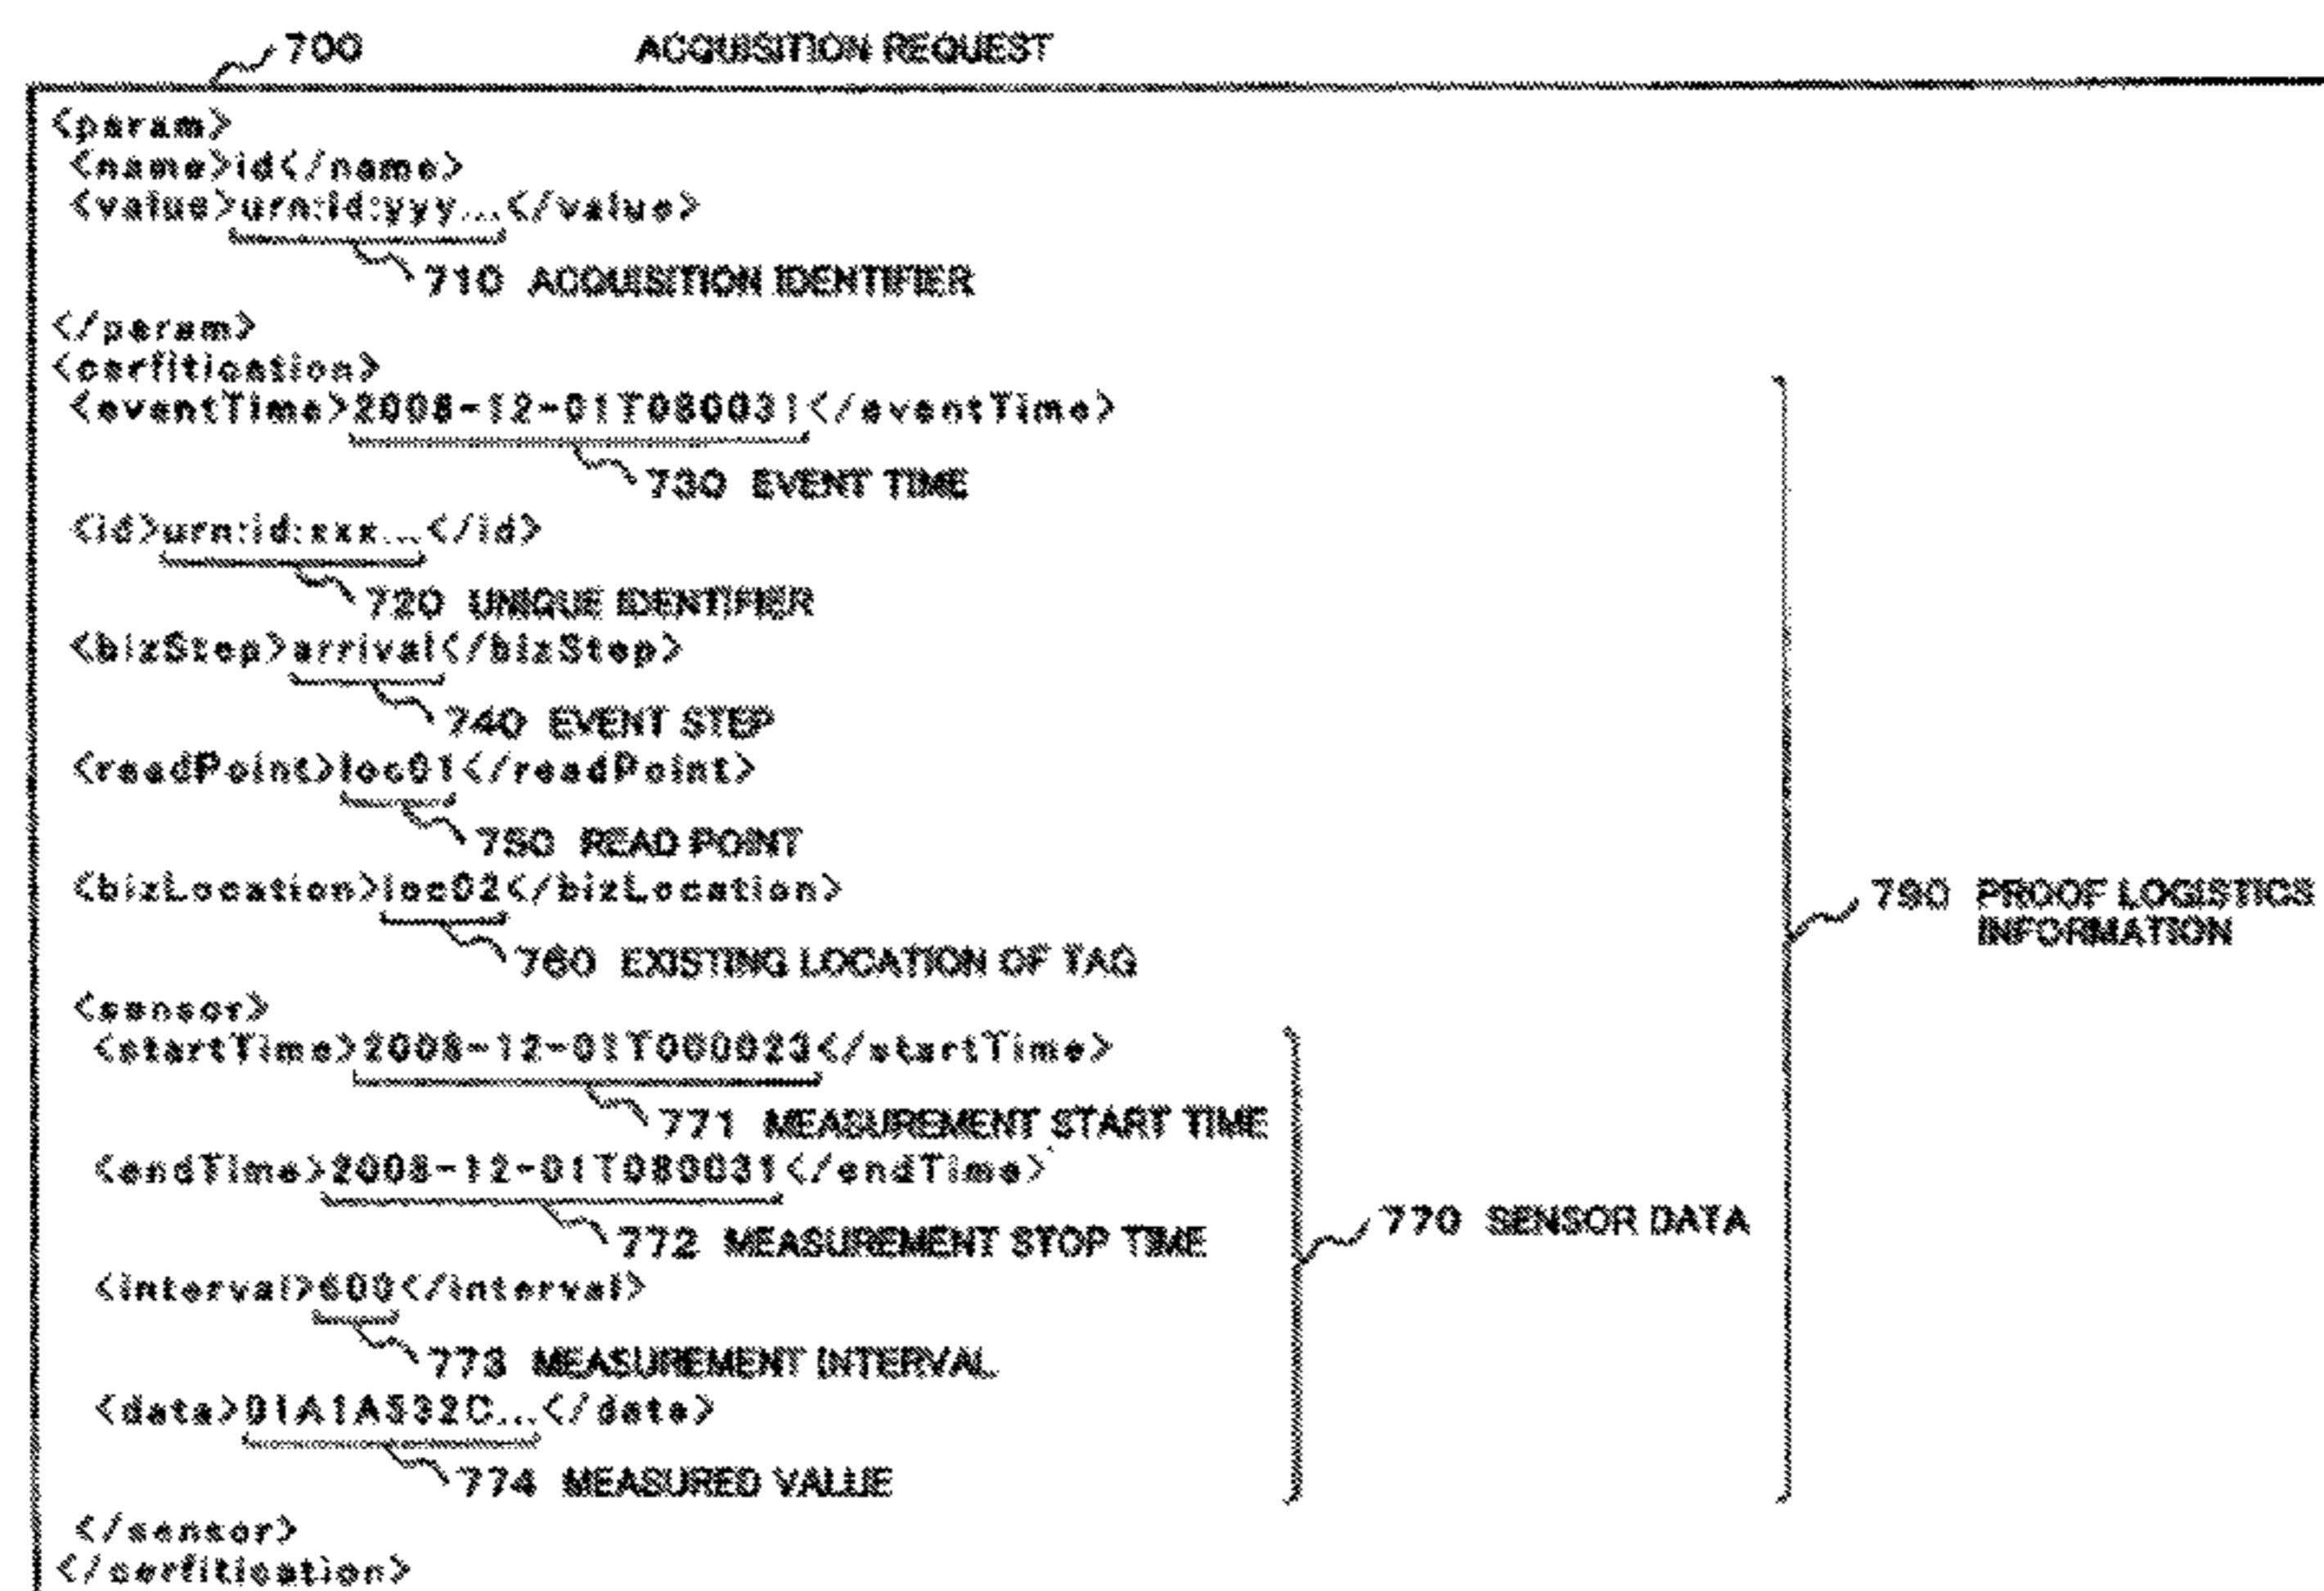 700 ACQUISITION REQUEST
<param>
<name>id</name>
<value>urn:id:yyy...</value>
710 ACQUISITION IDENTIFIER
</param>
<cerfitication>
<eventTime>2008-12-01T080031</eventTime>
730 EVENT TIME
<id>urn:id:xxx...</id>
720 UNIQUE IDENTIFIER
<bizStep>arrival</bizStep>
740 EVENT STEP
<readPoint>loc01</readPoint>
750 READ POINT
<bizLocation>loc02</bizLocation>
790 PROOF LOGISTICS
INFORMATION
760 EXISTING LOCATION OF TAG
<sensor>
<startTime>2008-12-01T000023</startTime>
771 MEASUREMENT START TIME
<endTime>2008-12-01T080031</endTime>
770 SENSOR DATA
772 MEASUREMENT STOP TIME
<interval>600</interval>
773 MEASUREMENT INTERVAL
<data>01A1A532C...</data>
774 MEASURED VALUE
</sensor>
</cerfitication>